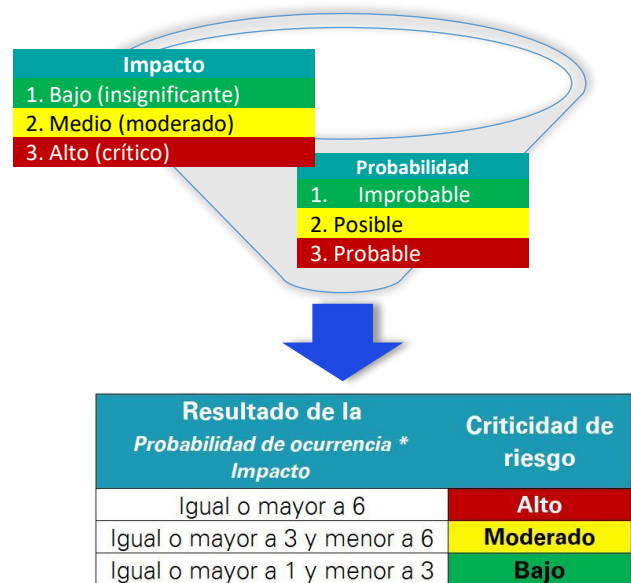 Impacto
1. Bajo (insignificante)
2. Medio (moderado)
3. Alto (crítico)
Probabilidad
1. Improbable
2. Posible
3. Probable
Resultado de la
Probabilidad de ocurrencia *
Impacto
Criticidad de
riesgo
Igual o mayor a 6
Alto
Igual o mayor a 3 y menor a 6
Moderado
Igual o mayor a 1 y menor a 3
Bajo